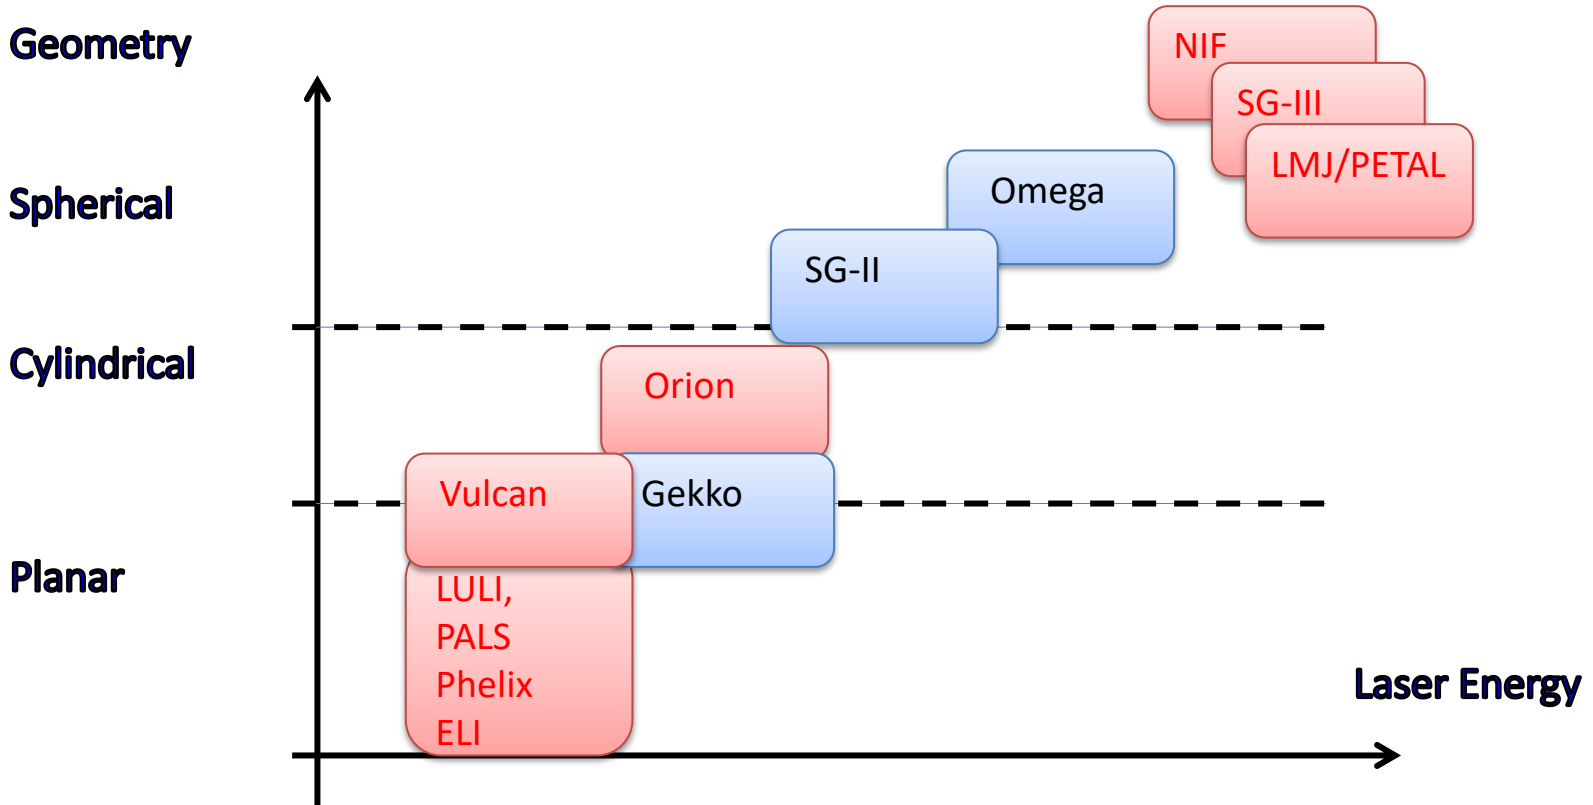 Geometry
NIF
SG-III
LMJ/PETAL
Spherical
Omega
SG-II
Cylindrical
Orion
Vulcan
Gekko
Planar
LULI,
PALS
Phelix
ELI
Laser Energy